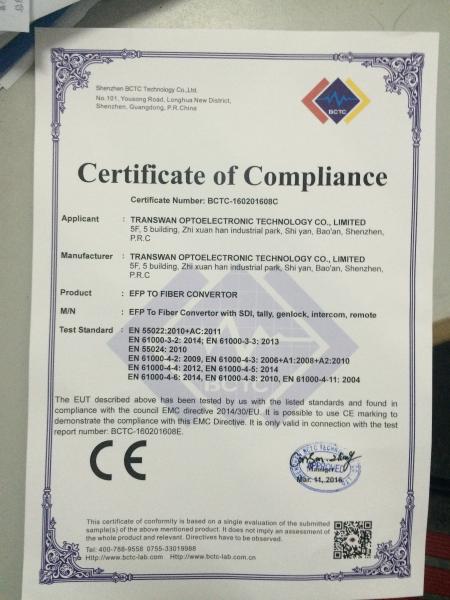 Shenzhen BCTC Technology Co.,Ltd.
No.101, Yousong Road, Longhua New District,
Shenzhen, Guangdong, P.R.China
BCTC
Certificate of Compliance
Certificate Number: BCTC-160201608C
Applicant : TRANSWAN OPTOELECTRONIC TECHNOLOGY CO., LIMITED
5F, 5 building, Zhi xuan han industrial park, Shi yan, Bao'an, Shenzhen,
P.R.C
Manufacturer : TRANSWAN OPTOELECTRONIC TECHNOLOGY CO., LIMITED
5F, 5 building, Zhi xuan han industrial park, Shi yan, Bao'an, Shenzhen,
P.R.C
Product : EFP TO FIBER CONVERTOR
M/N : EFP To Fiber Convertor with SDI, tally, genlock, intercom, remote
Test Standard : EN 55022:2010+AC:2011
EN 61000-3-2: 2014; EN 61000-3-3: 2013
EN 55024: 2010
EN 61000-4-2: 2009, EN 61000-4-3: 2006+A1:2008+A2:2010
EN 61000-4-4: 2012, EN 61000-4-5: 2014
EN 61000-4-6: 2014, EN 61000-4-8: 2010, EN 61000-4-11: 2004
BCTC
The EUT described above has been tested by us with the listed standards and found in
compliance with the council EMC directive 2014/30/EU. It is possible to use CE marking to
demonstrate the compliance with this EMC Directive. It is only valid in connection with the test
report number: BCTC-160201608E.
CE
APPROVED
Manager
Mar. 11, 2016
This certificate of conformity is based on a single evaluation of the submitted
sample(s) of the above mentioned product. It does not imply an assessment of
the whole product and relevant. Directives have to be observed.
Tel: 400-788-9558 0755-33019988
Http://www.bctc-lab.com Http://www.bctc-lab.com.cn